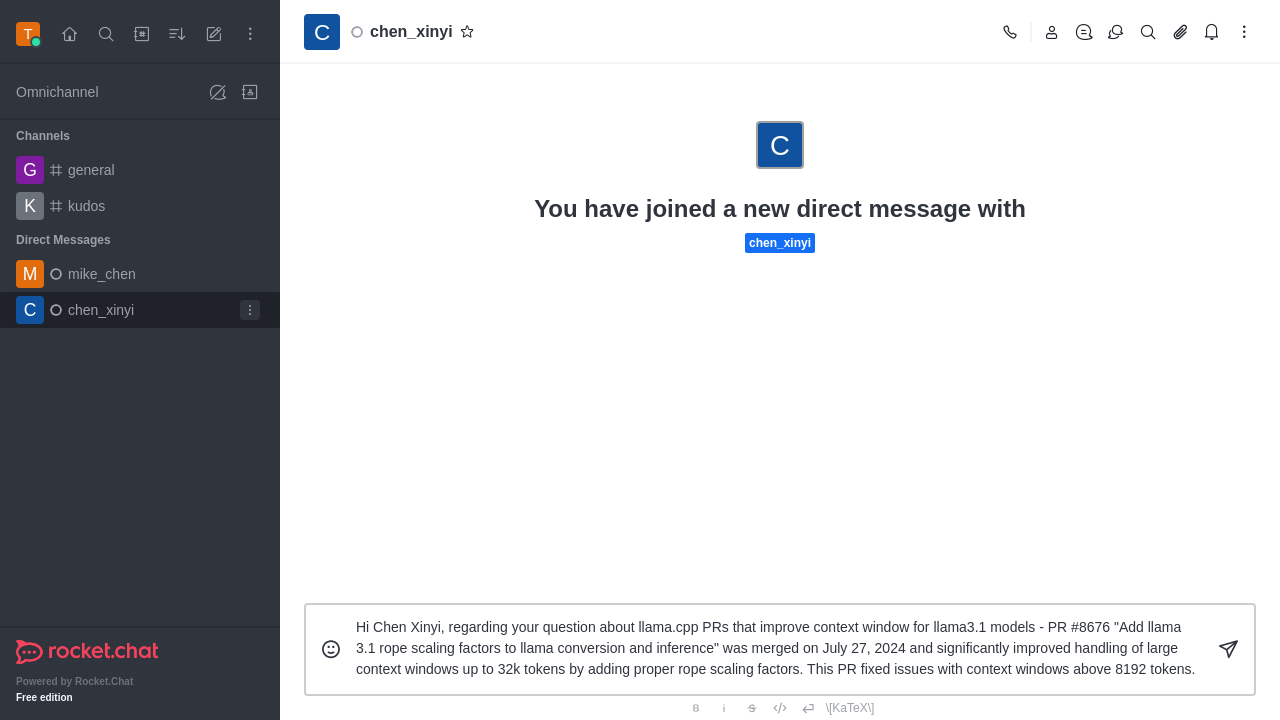 T
Omnichannel
Channels
G general
K kudos
Direct Messages
M mike_chen
C chen_xinyi
rocket.chat
Powered by Rocket.Chat
Free edition
C chen_xinyi
C
You have joined a new direct message with
chen_xinyi
Hi Chen Xinyi, regarding your question about llama.cpp PRs that improve context window for llama3.1 models - PR #8676 "Add llama
3.1 rope scaling factors to llama conversion and inference" was merged on July 27, 2024 and significantly improved handling of large
context windows up to 32k tokens by adding proper rope scaling factors. This PR fixed issues with context windows above 8192 tokens.
B i S </> \[KaTeX\]